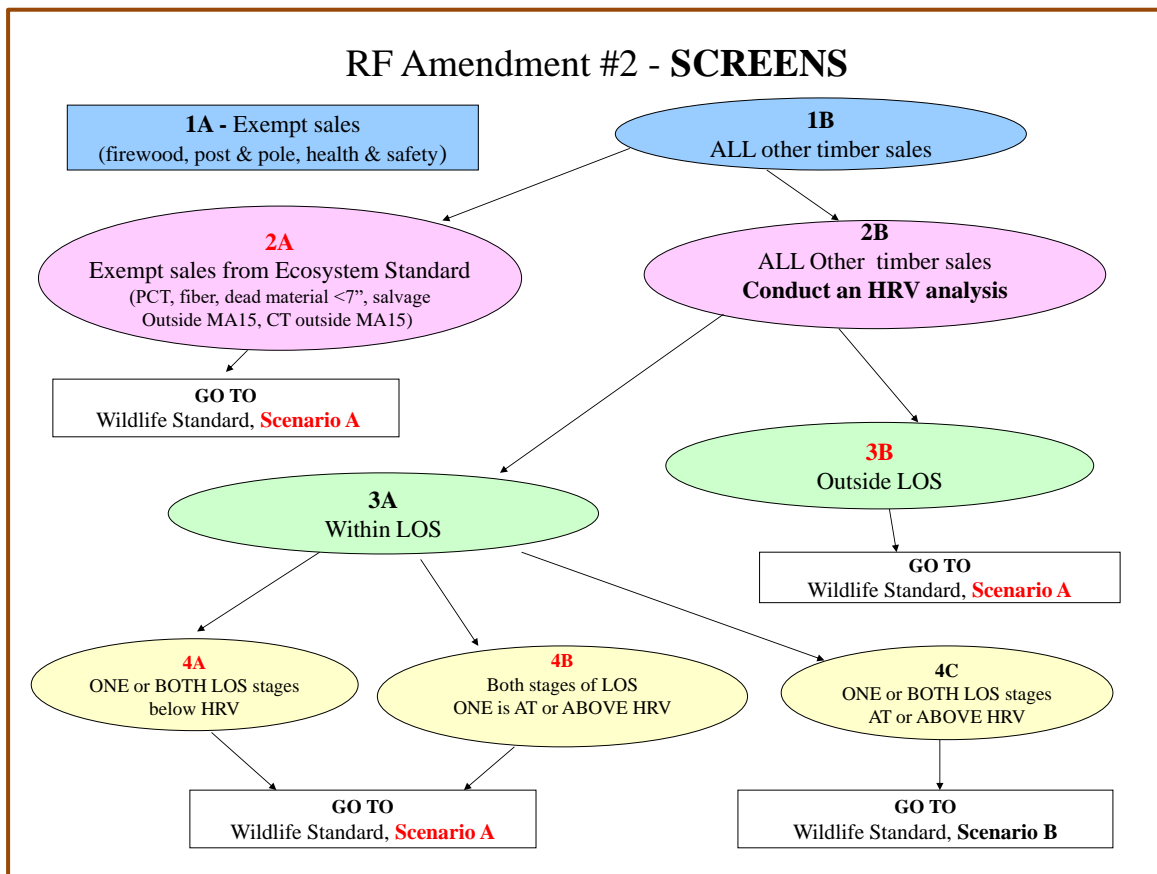 RF Amendment #2 - SCREENS
1A - Exempt sales
(firewood, post & pole, health & safety)
1B
ALL other timber sales
2A
Exempt sales from Ecosystem Standard
(PCT, fiber, dead material <7”, salvage
Outside MA15, CT outside MA15)
2B
ALL Other timber sales
Conduct an HRV analysis
GO TO
Wildlife Standard, Scenario A
3B
Outside LOS
3A
Within LOS
GO TO
Wildlife Standard, Scenario A
4A
ONE or BOTH LOS stages
below HRV
4B
Both stages of LOS
ONE is AT or ABOVE HRV
4C
ONE or BOTH LOS stages
AT or ABOVE HRV
GO TO
Wildlife Standard, Scenario A
GO TO
Wildlife Standard, Scenario B